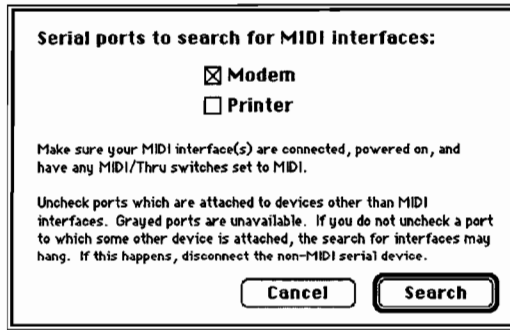 Serial ports to search for MIDI interfaces:
Modem
Printer
Make sure your MIDI interface(s) are connected, powered on, and
have any MIDI/Thru switches set to MIDI.
Uncheck ports which are attached to devices other than MIDI
interfaces. Grayed ports are unavailable. If you do not uncheck a port
to which some other device is attached, the search for interfaces may
hang. If this happens, disconnect the non-MIDI serial device.
Cancel Search